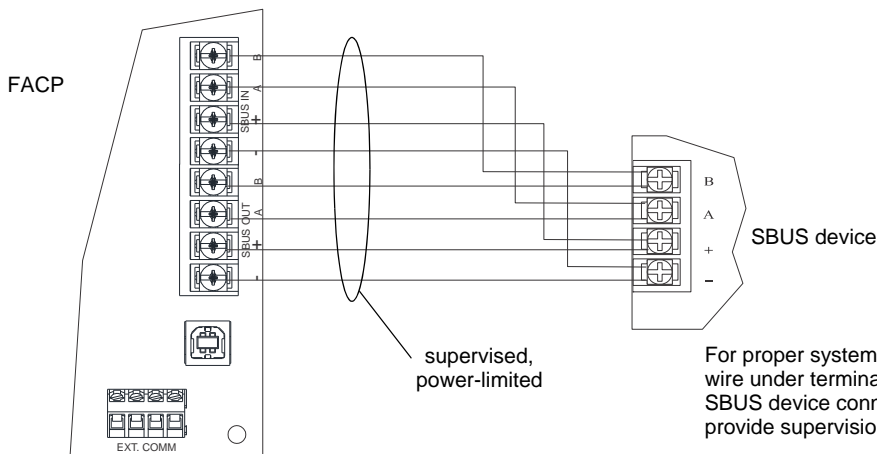 FACP
B
A
SBUS IN
+
-
B
A
SBUS OUT
+
-
EXT. COMM
supervised,
power-limited
B
A
+
–
SBUS device
For proper system
wire under termina
SBUS device conn
provide supervisio